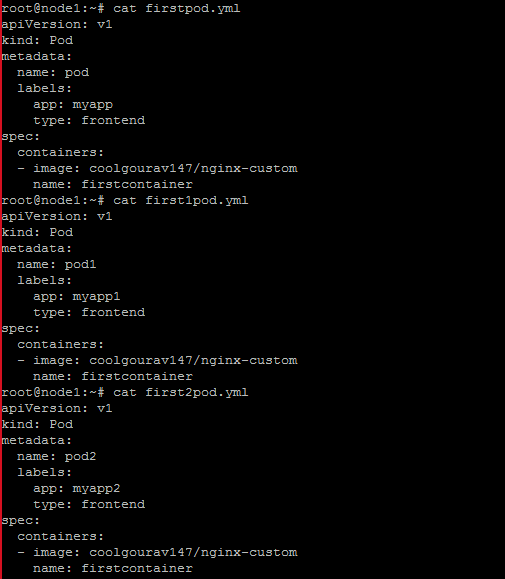 root@node1:~# cat firstpod.yml
apiVersion: v1
kind: Pod
metadata:
  name: pod
  labels:
    app: myapp
    type: frontend
spec:
  containers:
  - image: coolgourav147/nginx-custom
    name: firstcontainer
root@node1:~# cat first1pod.yml
apiVersion: v1
kind: Pod
metadata:
  name: pod1
  labels:
    app: myapp1
    type: frontend
spec:
  containers:
  - image: coolgourav147/nginx-custom
    name: firstcontainer
root@node1:~# cat first2pod.yml
apiVersion: v1
kind: Pod
metadata:
  name: pod2
  labels:
    app: myapp2
    type: frontend
spec:
  containers:
  - image: coolgourav147/nginx-custom
    name: firstcontainer